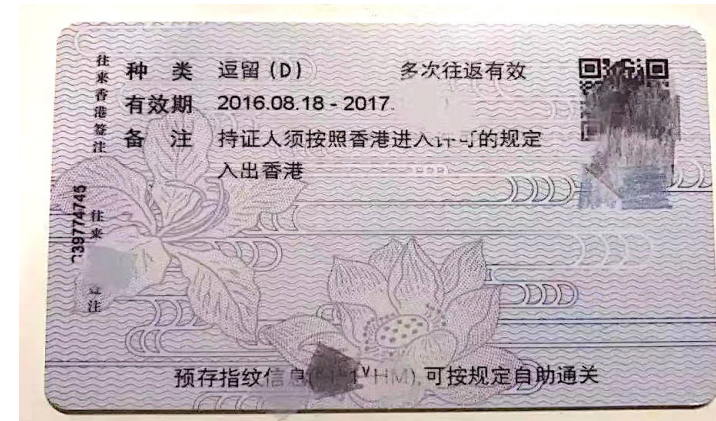 往来香港签注
种 类 逗留 (D) 多次往返有效
有效期 2016.08.18 - 2017.
备 注 持证人须按照香港进入许可的规定
入出香港
39774745
往来
签注
预存指纹信息 HM),可按规定自助通关